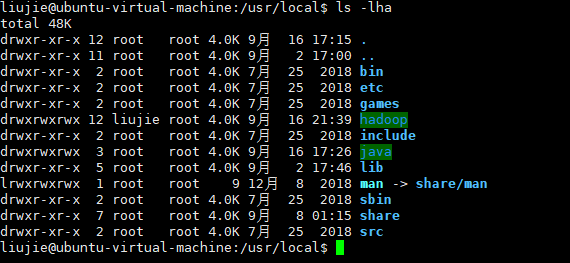 liujie@ubuntu-virtual-machine:/usr/local$ ls -lha
total 48K
drwxr-xr-x 12 root   root 4.0K 9月  16 17:15 .
drwxr-xr-x 11 root   root 4.0K 9月   2 17:00 ..
drwxr-xr-x  2 root   root 4.0K 7月  25  2018 bin
drwxr-xr-x  2 root   root 4.0K 7月  25  2018 etc
drwxr-xr-x  2 root   root 4.0K 7月  25  2018 games
drwxrwxrwx 12 liujie root 4.0K 9月  16 21:39 hadoop
drwxr-xr-x  2 root   root 4.0K 7月  25  2018 include
drwxrwxrwx  3 root   root 4.0K 9月  16 17:26 java
drwxr-xr-x  5 root   root 4.0K 9月   2 17:46 lib
lrwxrwxrwx  1 root   root    9 12月  8  2018 man -> share/man
drwxr-xr-x  2 root   root 4.0K 7月  25  2018 sbin
drwxr-xr-x  7 root   root 4.0K 9月   8 01:15 share
drwxr-xr-x  2 root   root 4.0K 7月  25  2018 src
liujie@ubuntu-virtual-machine:/usr/local$